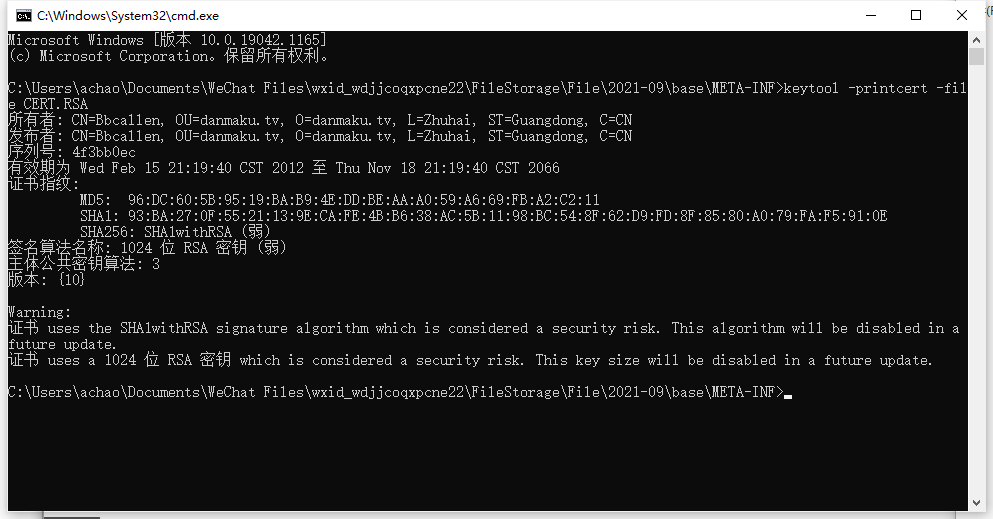 C:\Windows\System32\cmd.exe
Microsoft Windows [版本 10.0.19042.1165]
(c) Microsoft Corporation。保留所有权利。
C:\Users\achao\Documents\WeChat Files\wxid_wdjjcoqxpcne22\FileStorage\File\2021-09\base\META-INF>keytool -printcert -fil
e CERT.RSA
所有者: CN=Bbcallen, OU=danmaku.tv, O=danmaku.tv, L=Zhuhai, ST=Guangdong, C=CN
发布者: CN=Bbcallen, OU=danmaku.tv, O=danmaku.tv, L=Zhuhai, ST=Guangdong, C=CN
序列号: 4f3bb0ec
有效期为 Wed Feb 15 21:19:40 CST 2012 至 Thu Nov 18 21:19:40 CST 2066
证书指纹:
MD5:  96:DC:60:5B:95:19:BA:B9:4E:DD:BE:AA:A0:59:A6:69:FB:A2:C2:11
SHA1: 93:BA:27:0F:55:21:13:9E:CA:FE:4B:B6:38:AC:5B:11:98:BC:54:8F:62:D9:FD:8F:85:80:A0:79:FA:F5:91:0E
SHA256: SHA1withRSA (弱)
签名算法名称: 1024 位 RSA 密钥 (弱)
主体公共密钥算法: 3
版本: {10}
Warning:
证书 uses the SHA1withRSA signature algorithm which is considered a security risk. This algorithm will be disabled in a
future update.
证书 uses a 1024 位 RSA 密钥 which is considered a security risk. This key size will be disabled in a future update.
C:\Users\achao\Documents\WeChat Files\wxid_wdjjcoqxpcne22\FileStorage\File\2021-09\base\META-INF>